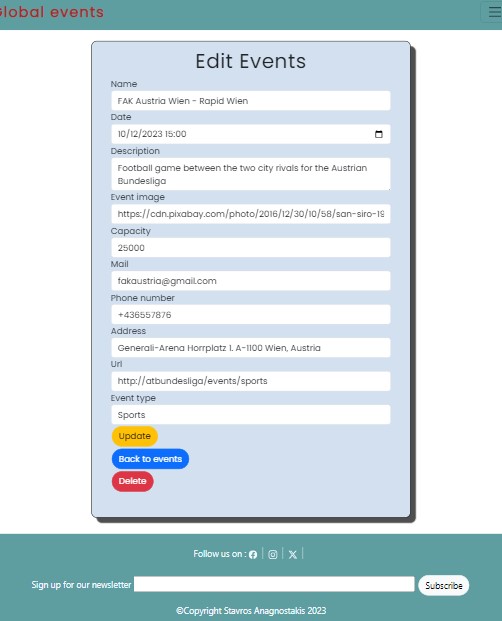 Global events
Edit Events
Name
FAK Austria Wien - Rapid Wien
Date
10/12/2023 15:00
Description
Football game between the two city rivals for the Austrian
Bundesliga
Event image
https://cdn.pixabay.com/photo/2016/12/30/10/58/san-siro-19
Capacity
25000
Mail
fakaustria@gmail.com
Phone number
+436557876
Address
Generali-Arena Horrplatz 1. A-1100 Wien, Austria
Url
http://atbundesliga/events/sports
Event type
Sports
Update
Back to events
Delete
Follow us on :
Sign up for our newsletter Subscribe
©Copyright Stavros Anagnostakis 2023